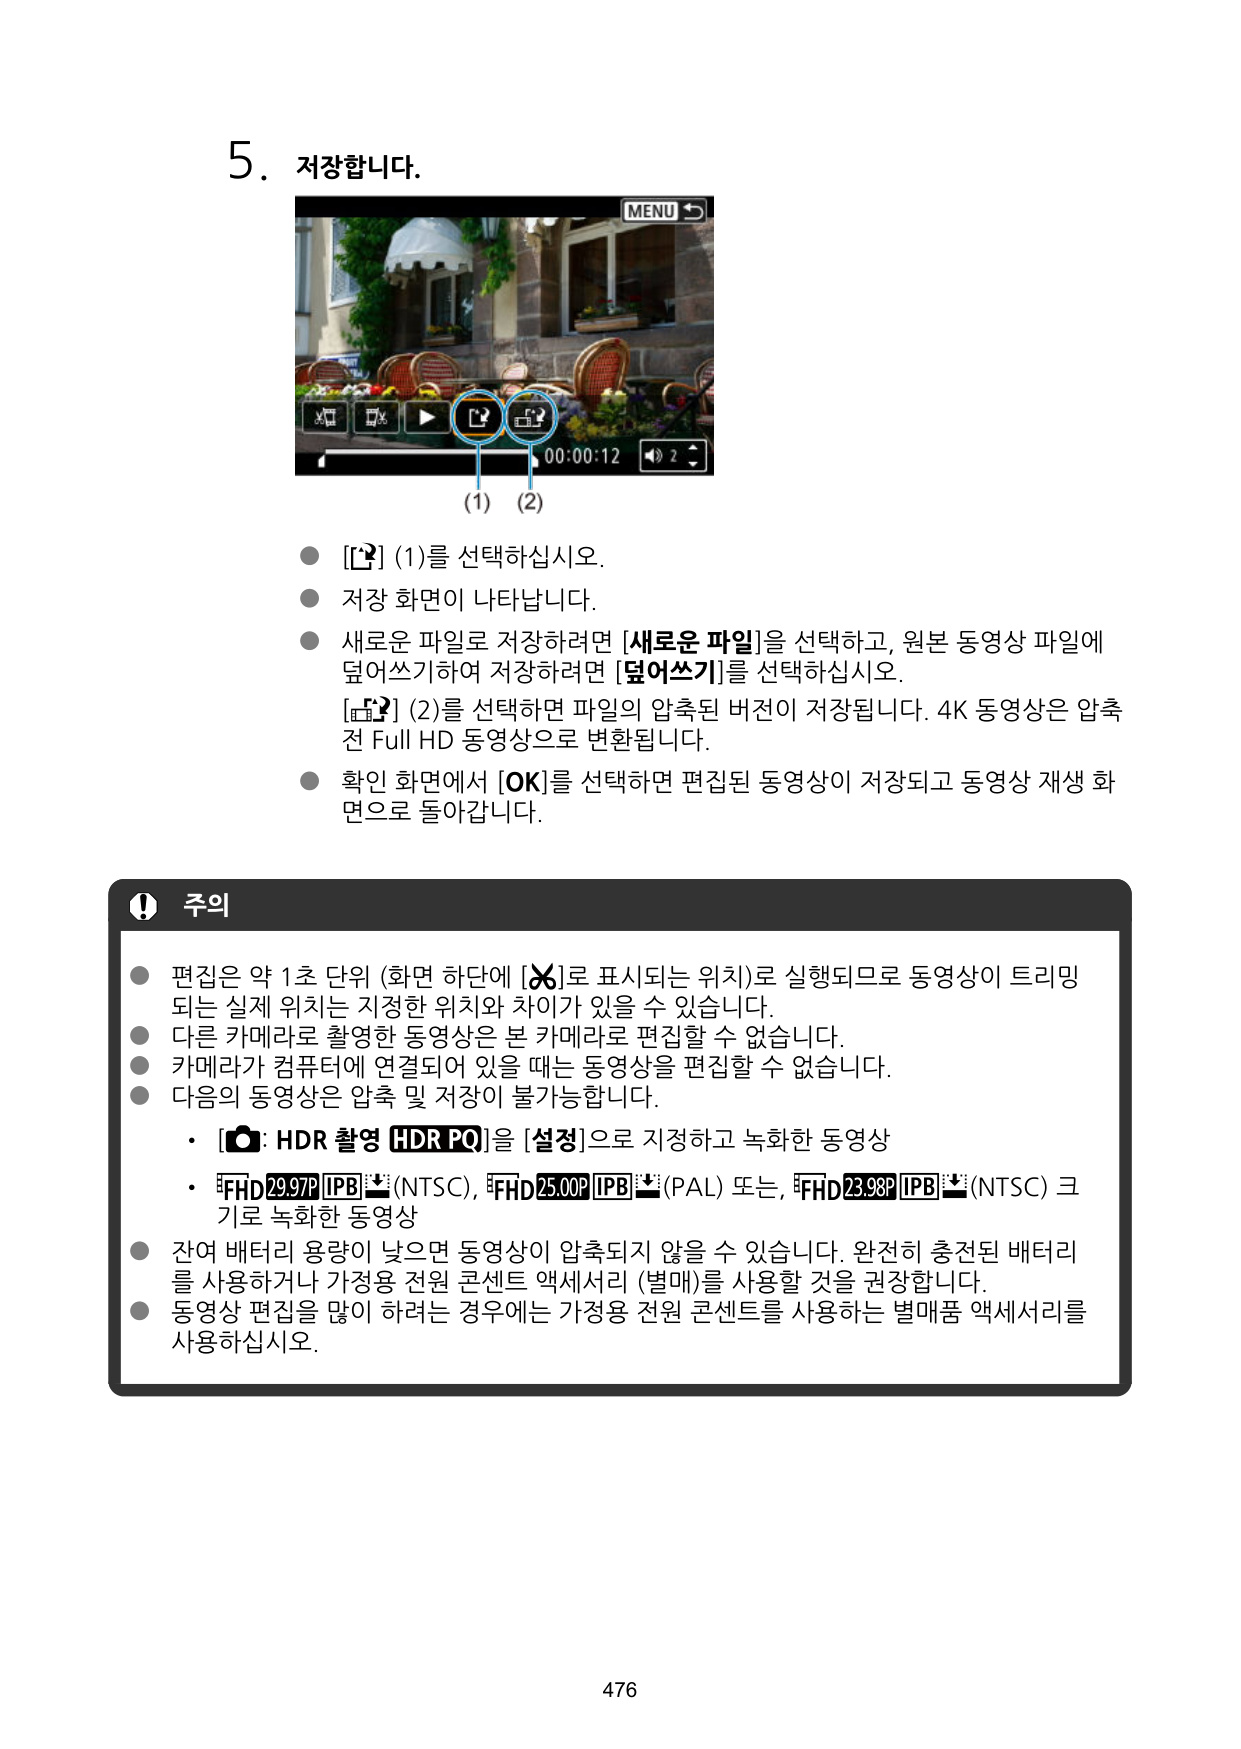 5. 저장합니다.
MENU
00:00:12 2
(1) (2)
[] (1)를 선택하십시오.
저장 화면이 나타납니다.
새로운 파일로 저장하려면 [새로운 파일]을 선택하고, 원본 동영상 파일에
덮어쓰기하여 저장하려면 [덮어쓰기]를 선택하십시오.
[] (2)를 선택하면 파일의 압축된 버전이 저장됩니다. 4K 동영상은 압축
전 Full HD 동영상으로 변환됩니다.
확인 화면에서 [OK]를 선택하면 편집된 동영상이 저장되고 동영상 재생 화
면으로 돌아갑니다.
주의
편집은 약 1초 단위 (화면 하단에 []로 표시되는 위치)로 실행되므로 동영상이 트리밍
되는 실제 위치는 지정한 위치와 차이가 있을 수 있습니다.
다른 카메라로 촬영한 동영상은 본 카메라로 편집할 수 없습니다.
카메라가 컴퓨터에 연결되어 있을 때는 동영상을 편집할 수 없습니다.
다음의 동영상은 압축 및 저장이 불가능합니다.
• [: HDR 촬영 HDR PQ]을 [설정]으로 지정하고 녹화한 동영상
• FHD 29.97P IPB (NTSC), FHD 25.00P IPB (PAL) 또는, FHD 23.98P IPB (NTSC) 크
기로 녹화한 동영상
잔여 배터리 용량이 낮으면 동영상이 압축되지 않을 수 있습니다. 완전히 충전된 배터리
를 사용하거나 가정용 전원 콘센트 액세서리 (별매)를 사용할 것을 권장합니다.
동영상 편집을 많이 하려는 경우에는 가정용 전원 콘센트를 사용하는 별매품 액세서리를
사용하십시오.
476